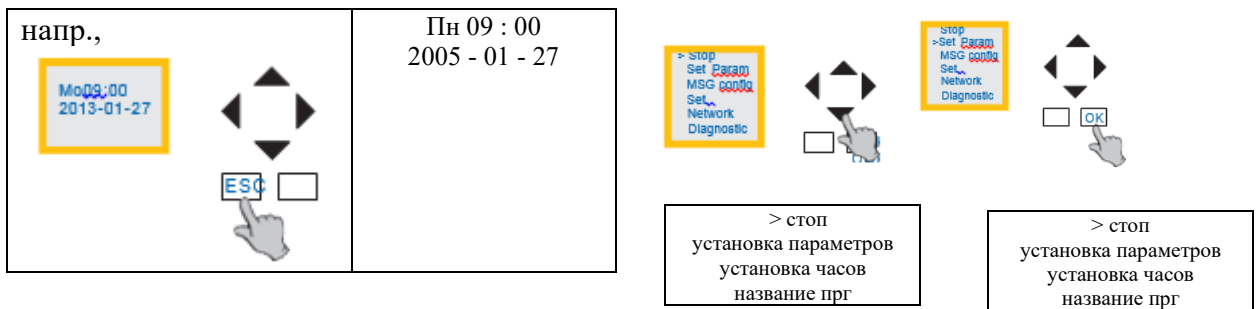 напр.,
Mo09:00
2013-01-27
ESC
Пн 09 : 00
2005 - 01 - 27
> Stop
Set Param
MSG config
Set..
Network
Diagnostic
Stop
>Set Param
MSG config
Set..
Network
Diagnostic
OK
> стоп
установка параметров
установка часов
название прг
> стоп
установка параметров
установка часов
название прг